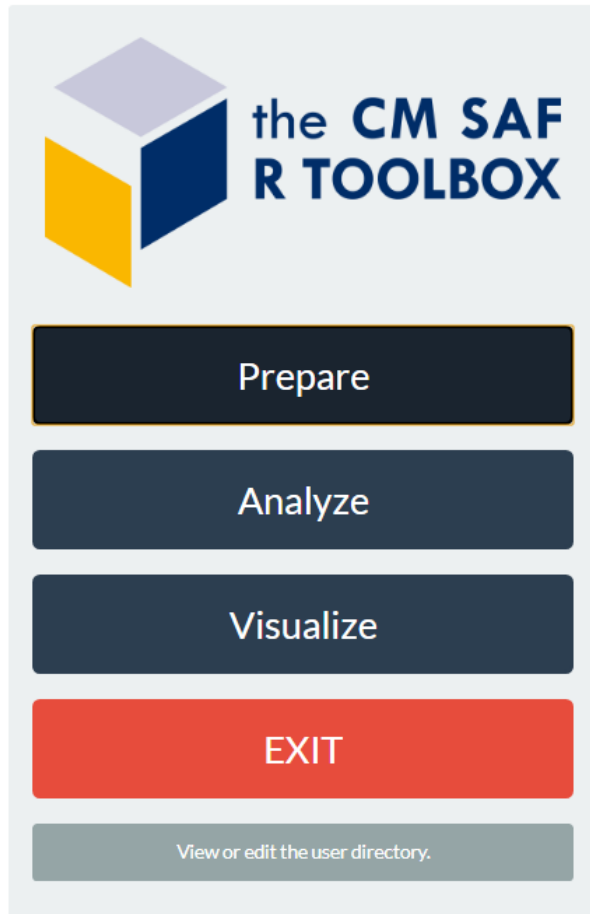 the CM SAF
R TOOLBOX
Prepare
Analyze
Visualize
EXIT
View or edit the user directory.